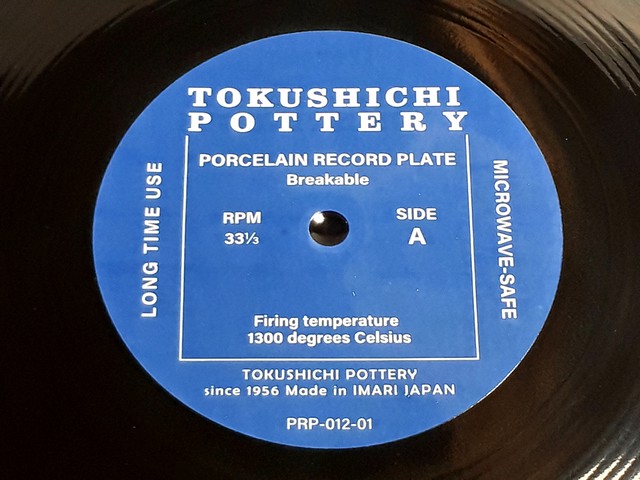 TOKUSHICHI
POTTERY
PORCELAIN RECORD PLATE
Breakable
LONG TIME USE
RPM
33⅓
SIDE
A
MICROWAVE-SAFE
Firing temperature
1300 degrees Celsius
TOKUSHICHI POTTERY
since 1956 Made in IMARI JAPAN
PRP-012-01